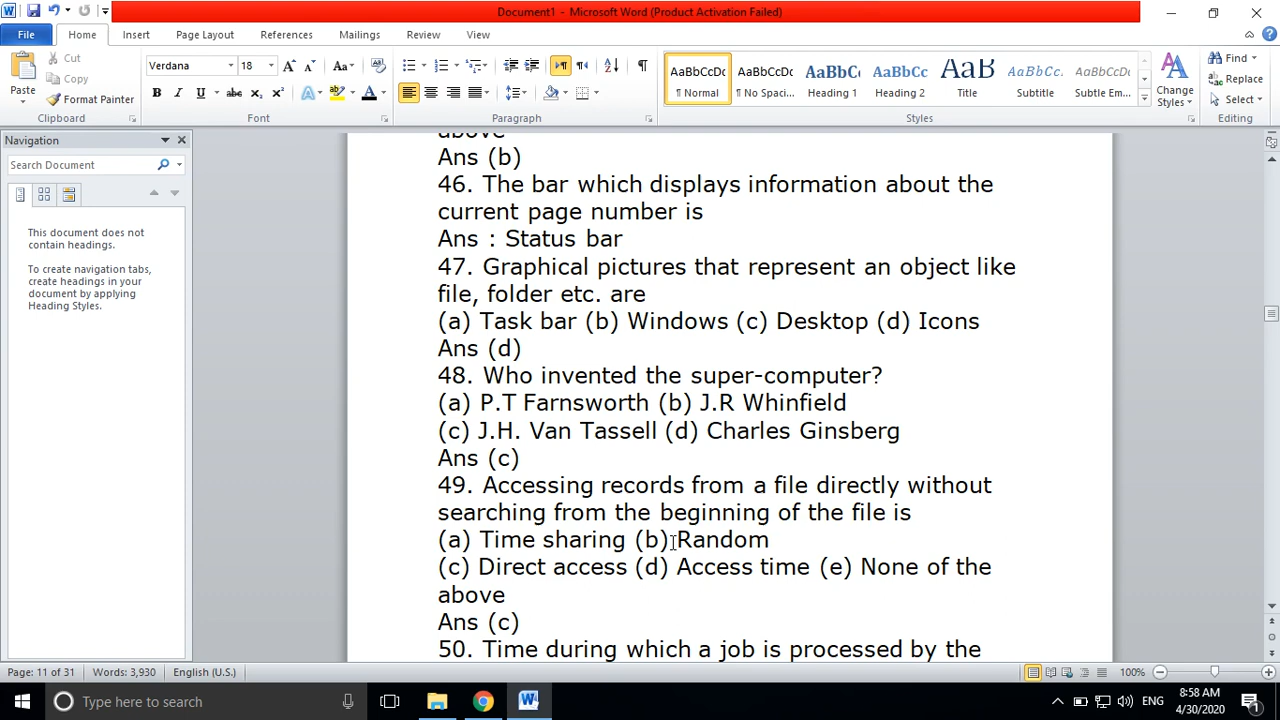 Document1 - Microsoft Word (Product Activation Failed)
File Home Insert Page Layout References Mailings Review View
Paste
Cut
Copy
Format Painter
Clipboard
Verdana 18
Font
Paragraph
AaBbCcDc AaBbCcDc AaBbCc AaBbCc AaB AaBbCc. AaBbCcDc
¶ Normal ¶ No Spaci... Heading 1 Heading 2 Title Subtitle Subtle Em...
Change Styles
Styles
Find
Replace
Select
Editing
Navigation
Search Document
This document does not
contain headings.
To create navigation tabs,
create headings in your
document by applying
Heading Styles.
above
Ans (b)
46. The bar which displays information about the
current page number is
Ans : Status bar
47. Graphical pictures that represent an object like
file, folder etc. are
(a) Task bar (b) Windows (c) Desktop (d) Icons
Ans (d)
48. Who invented the super-computer?
(a) P.T Farnsworth (b) J.R Whinfield
(c) J.H. Van Tassell (d) Charles Ginsberg
Ans (c)
49. Accessing records from a file directly without
searching from the beginning of the file is
(a) Time sharing (b) Random
(c) Direct access (d) Access time (e) None of the
above
Ans (c)
50. Time during which a job is processed by the
Page: 11 of 31 Words: 3,930 English (U.S.) 100%
Type here to search
ENG
8:58 AM
4/30/2020